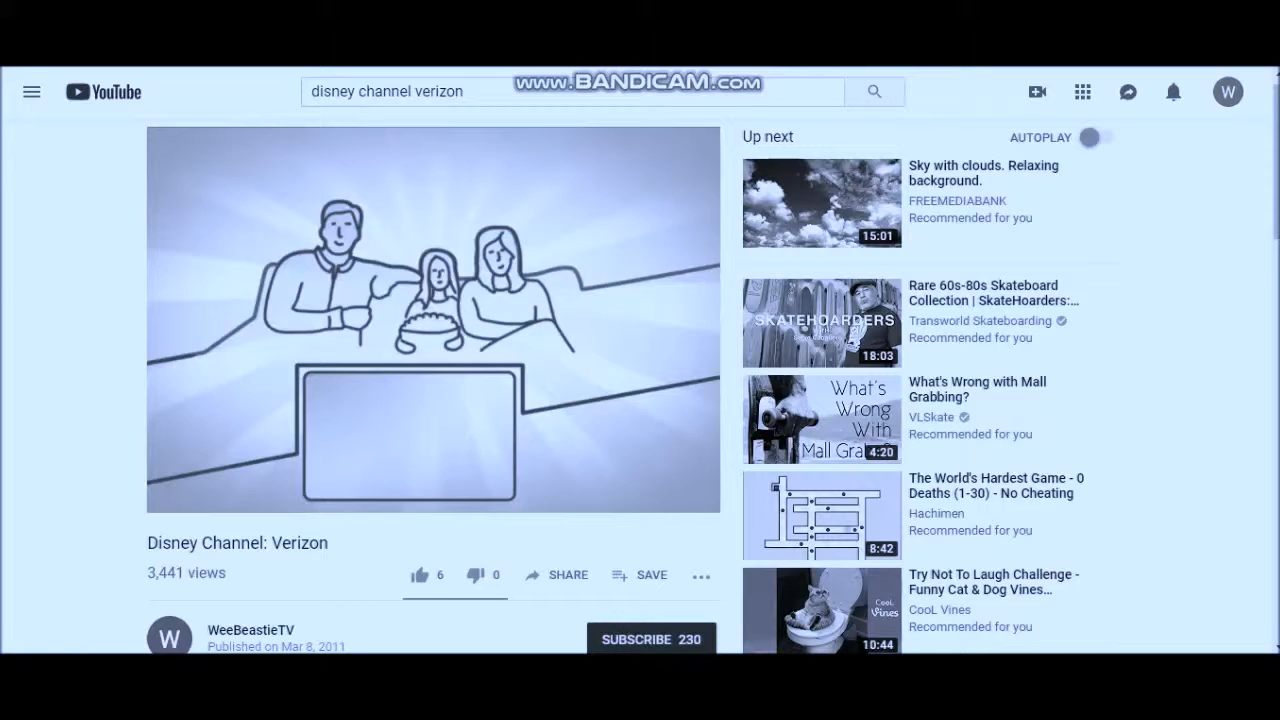 www.BANDICAM.com
YouTube
disney channel verizon
W
Up next
AUTOPLAY
Sky with clouds. Relaxing
background.
FREEMEDIABANK
Recommended for you
15:01
Rare 60s-80s Skateboard
Collection | SkateHoarders:...
Transworld Skateboarding
Recommended for you
SKATEHOARDERS
18:03
What's Wrong with Mall
Grabbing?
VLSkate
Recommended for you
What's
Wrong
With
Mall Gra
4:20
The World's Hardest Game - 0
Deaths (1-30) - No Cheating
Hachimen
Recommended for you
8:42
Try Not To Laugh Challenge -
Funny Cat & Dog Vines...
CooL Vines
Recommended for you
CooL
Vines
10:44
Disney Channel: Verizon
3,441 views
6
0
SHARE
SAVE
W
WeeBeastieTV
Published on Mar 8, 2011
SUBSCRIBE 230